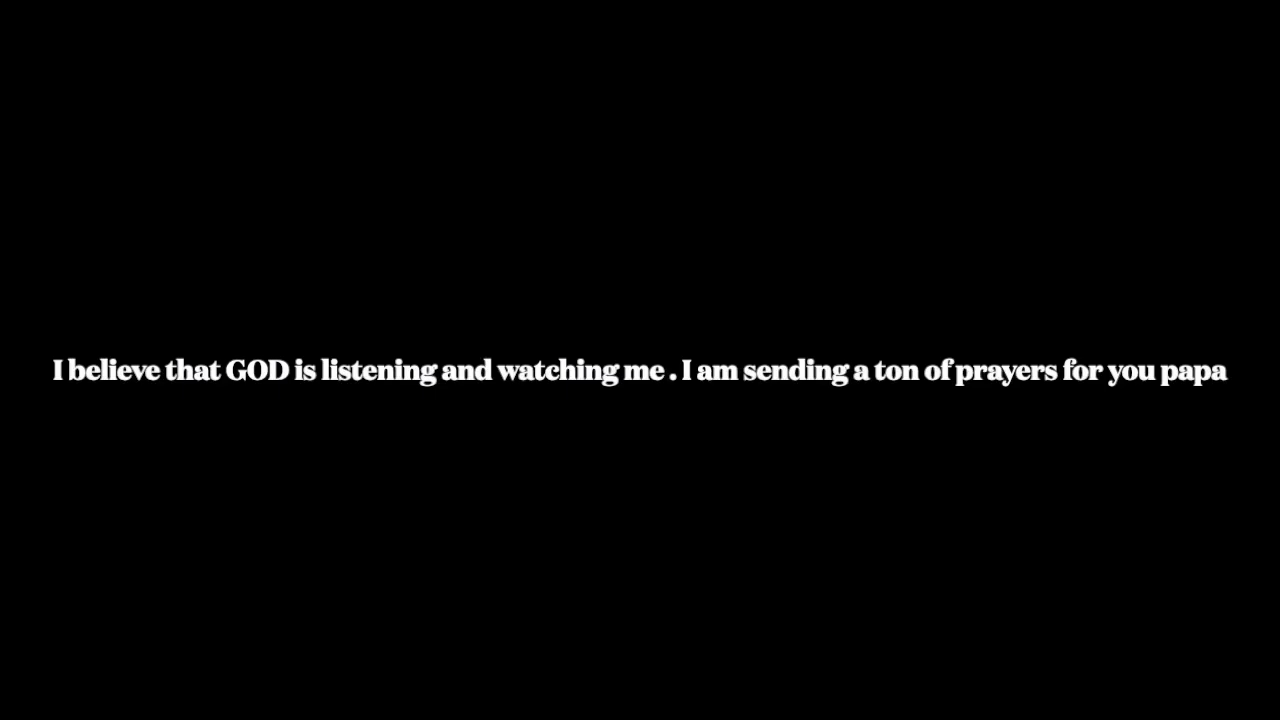 I believe that GOD is listening and watching me . I am sending a ton of prayers for you papa